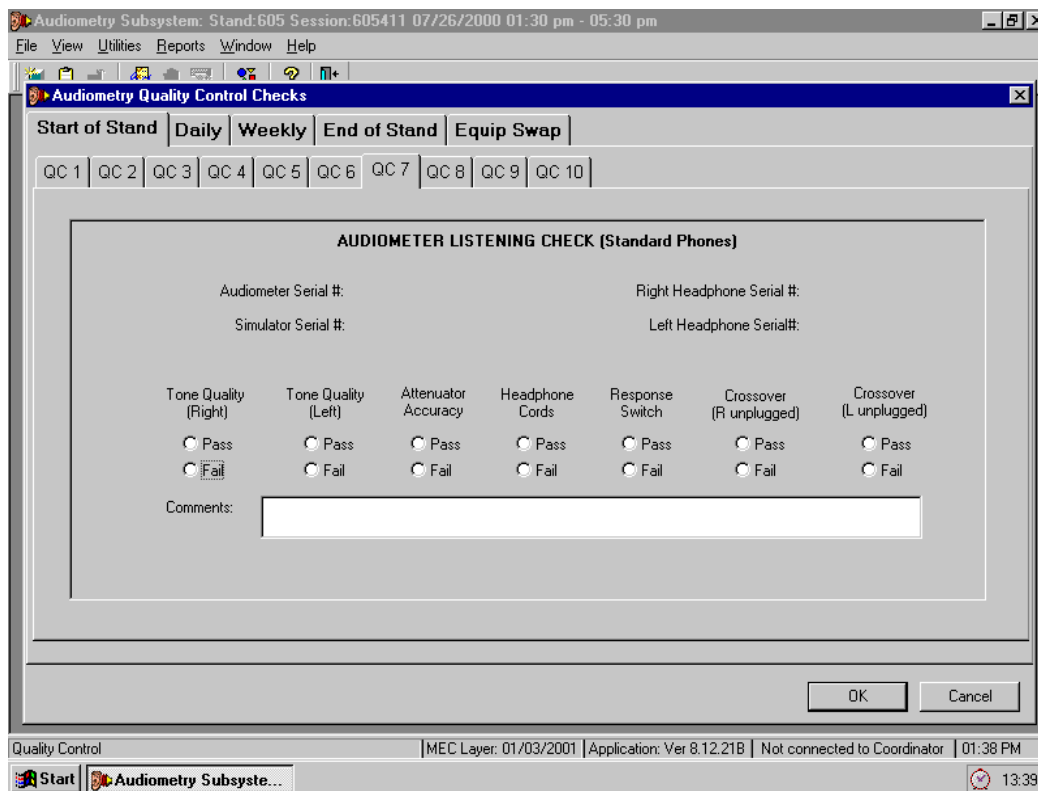 Audiometry Subsystem: Stand:605 Session:605411 07/26/2000 01:30 pm - 05:30 pm
File View Utilities Reports Window Help
Audiometry Quality Control Checks
Start of Stand Daily Weekly End of Stand Equip Swap
QC 1 QC 2 QC 3 QC 4 QC 5 QC 6 QC 7 QC 8 QC 9 QC 10
AUDIOMETER LISTENING CHECK (Standard Phones)
Audiometer Serial #: Right Headphone Serial #:
Simulator Serial #: Left Headphone Serial#:
Tone Quality (Right) Tone Quality (Left) Attenuator Accuracy Headphone Cords Response Switch Crossover (R unplugged) Crossover (L unplugged)
Pass Pass Pass Pass Pass Pass Pass
Fail Fail Fail Fail Fail Fail Fail
Comments:
OK Cancel
Quality Control MEC Layer: 01/03/2001 Application: Ver 8.12.21B Not connected to Coordinator 01:38 PM
Start Audiometry Subsyste... 13:39